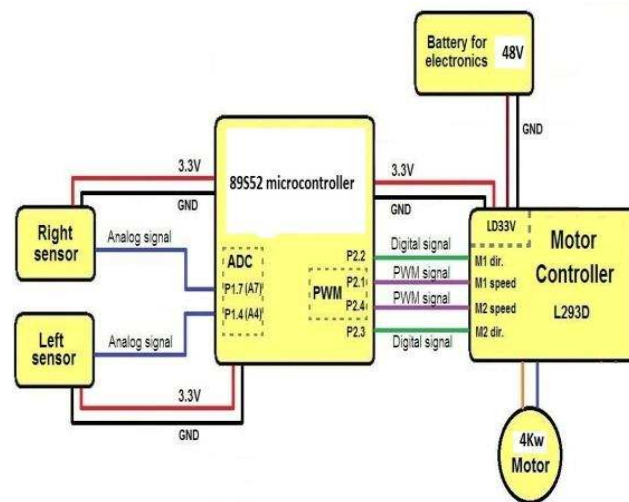 Battery for
electronics 48V
GND
3.3V
GND
89S52 microcontroller
3.3V
GND
Right
sensor
Analog signal
ADC
P1.7 (A7)
P1.4 (A4)
PWM
P2.2
P2.1
P2.4
P2.3
Digital signal
PWM signal
PWM signal
Digital signal
LD33V
Motor
Controller
L293D
M1 dir.
M1 speed
M2 speed
M2 dir.
Left
sensor
Analog signal
3.3V
GND
4Kw
Motor